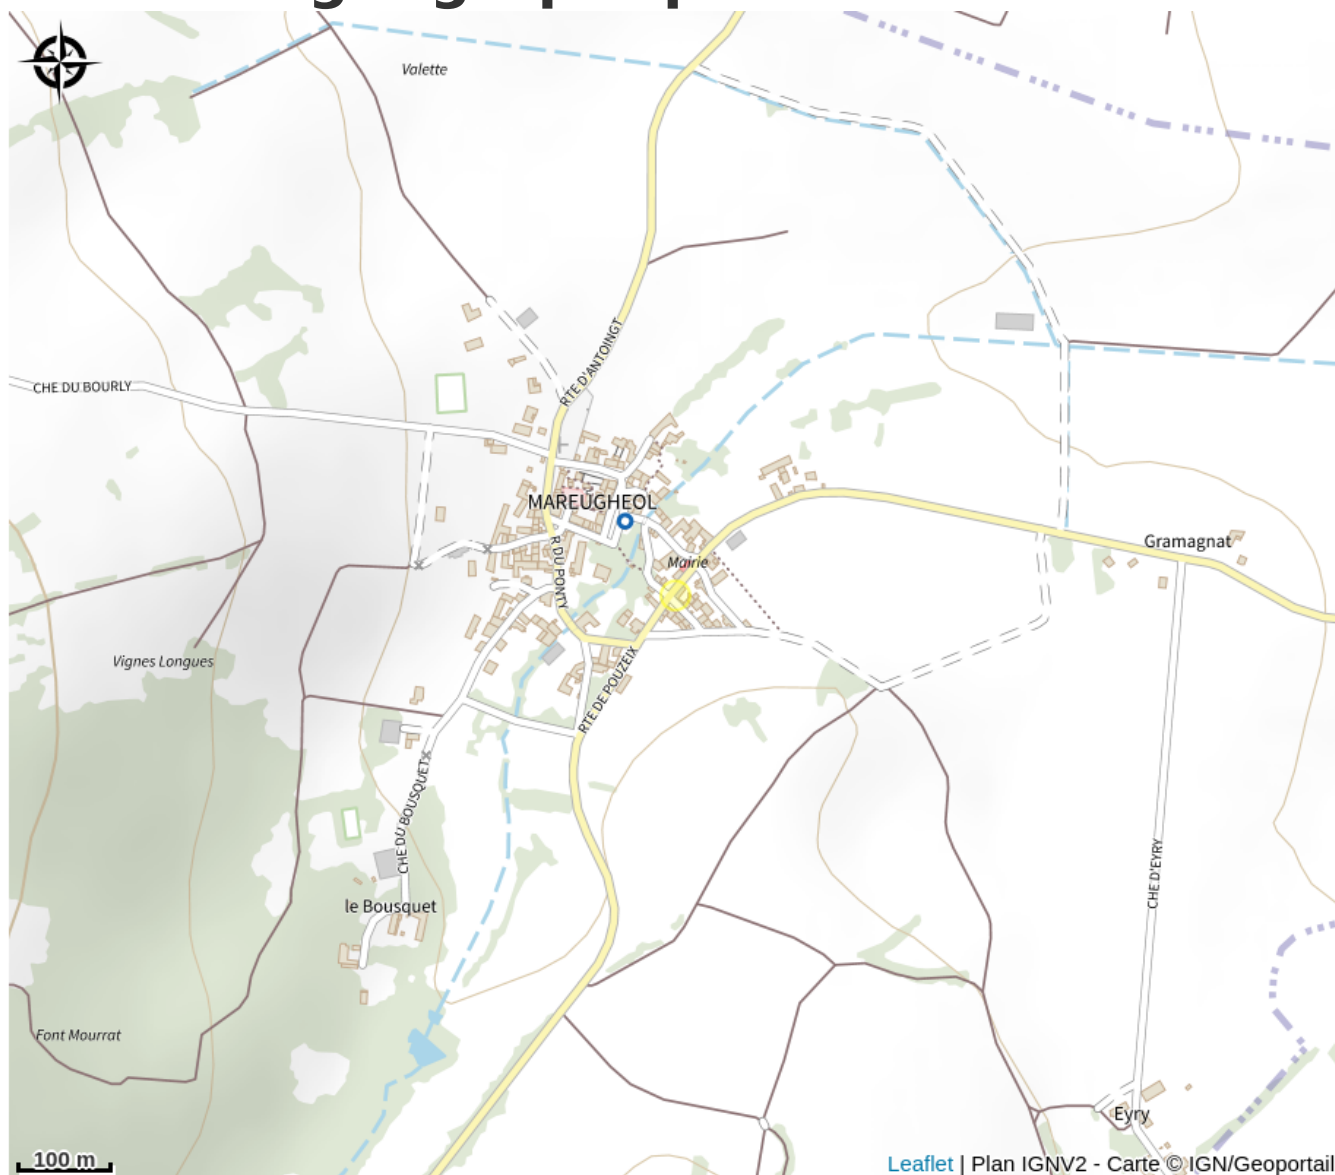 Valette
RTE D'ANTOINGT
CHE DU BOURLY
MAREUGHEOL
R DU PONTY
Mairie
Gramagnat
Vignes Longues
RTE DE POUZEIX
CHE DU BOUSQUET
CHE D'EYRY
le Bousquet
Font Mourrat
Eyry
100 m
Leaflet | Plan IGNV2 - Carte © IGN/Geoportail